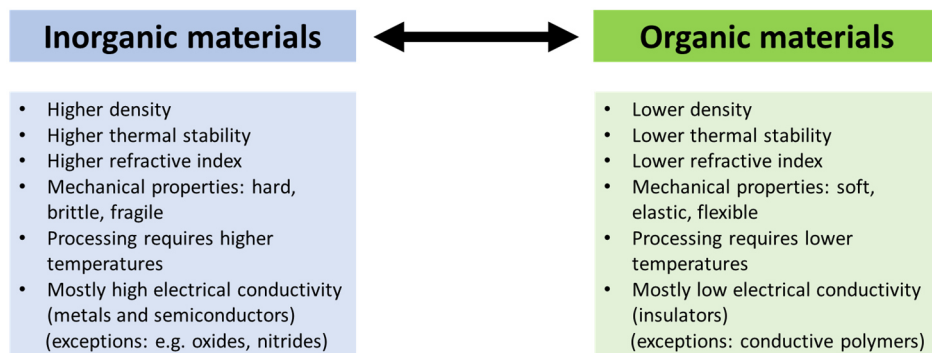 Inorganic materials
Organic materials
• Higher density
• Higher thermal stability
• Higher refractive index
• Mechanical properties: hard,
brittle, fragile
• Processing requires higher
temperatures
• Mostly high electrical conductivity
(metals and semiconductors)
(exceptions: e.g. oxides, nitrides)
• Lower density
• Lower thermal stability
• Lower refractive index
• Mechanical properties: soft,
elastic, flexible
• Processing requires lower
temperatures
• Mostly low electrical conductivity
(insulators)
(exceptions: conductive polymers)